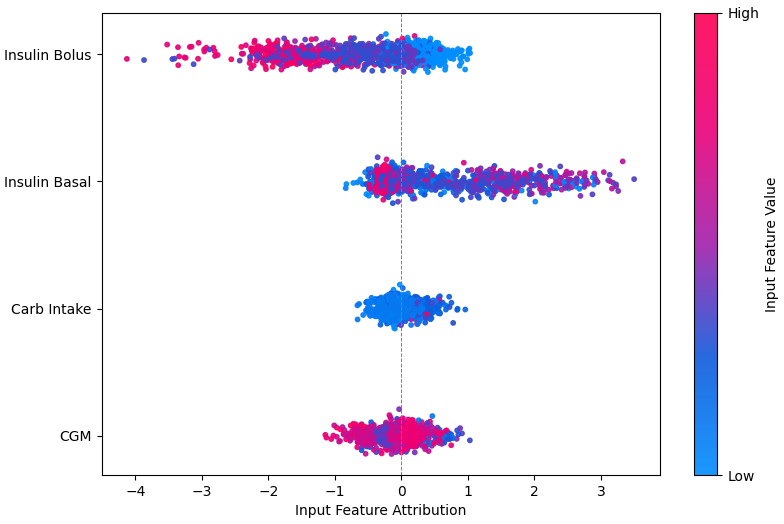 High
Insulin Bolus
Insulin Basal
Carb Intake
CGM
Low
−4 −3 −2 −1 0 1 2 3
Input Feature Attribution
Input Feature Value